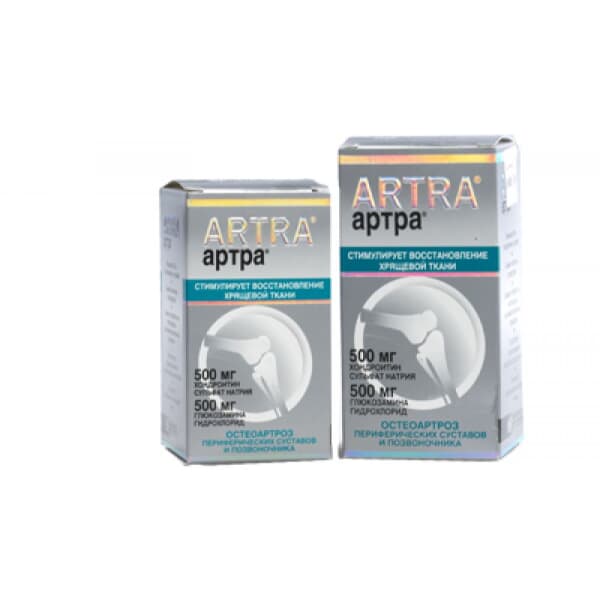 ARTRA®
артра®
СТИМУЛИРУЕТ ВОССТАНОВЛЕНИЕ
ХРЯЩЕВОЙ ТКАНИ
500 мг
ХОНДРОИТИН
СУЛЬФАТ НАТРИЯ
500 мг
ГЛЮКОЗАМИНА
ГИДРОХЛОРИД
ОСТЕОАРТРОЗ
ПЕРИФЕРИЧЕСКИХ СУСТАВОВ
И ПОЗВОНОЧНИКА
ARTRA®
артра®
СТИМУЛИРУЕТ ВОССТАНОВЛЕНИЕ
ХРЯЩЕВОЙ ТКАНИ
500 мг
ХОНДРОИТИН
СУЛЬФАТ НАТРИЯ
500 мг
ГЛЮКОЗАМИНА
ГИДРОХЛОРИД
ОСТЕОАРТРОЗ
ПЕРИФЕРИЧЕСКИХ СУСТАВОВ
И ПОЗВОНОЧНИКА